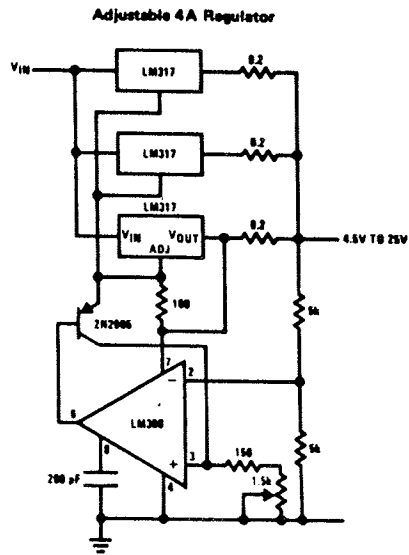 Adjustable 4A Regulator
VIN
LM317
0.2
LM317
0.2
LM317
VIN
VOUT
ADJ
0.2
4.5V TO 25V
100
5k
2N2905
7
2
6
LM308
8
5k
3
150
200 pF
4
1.5k